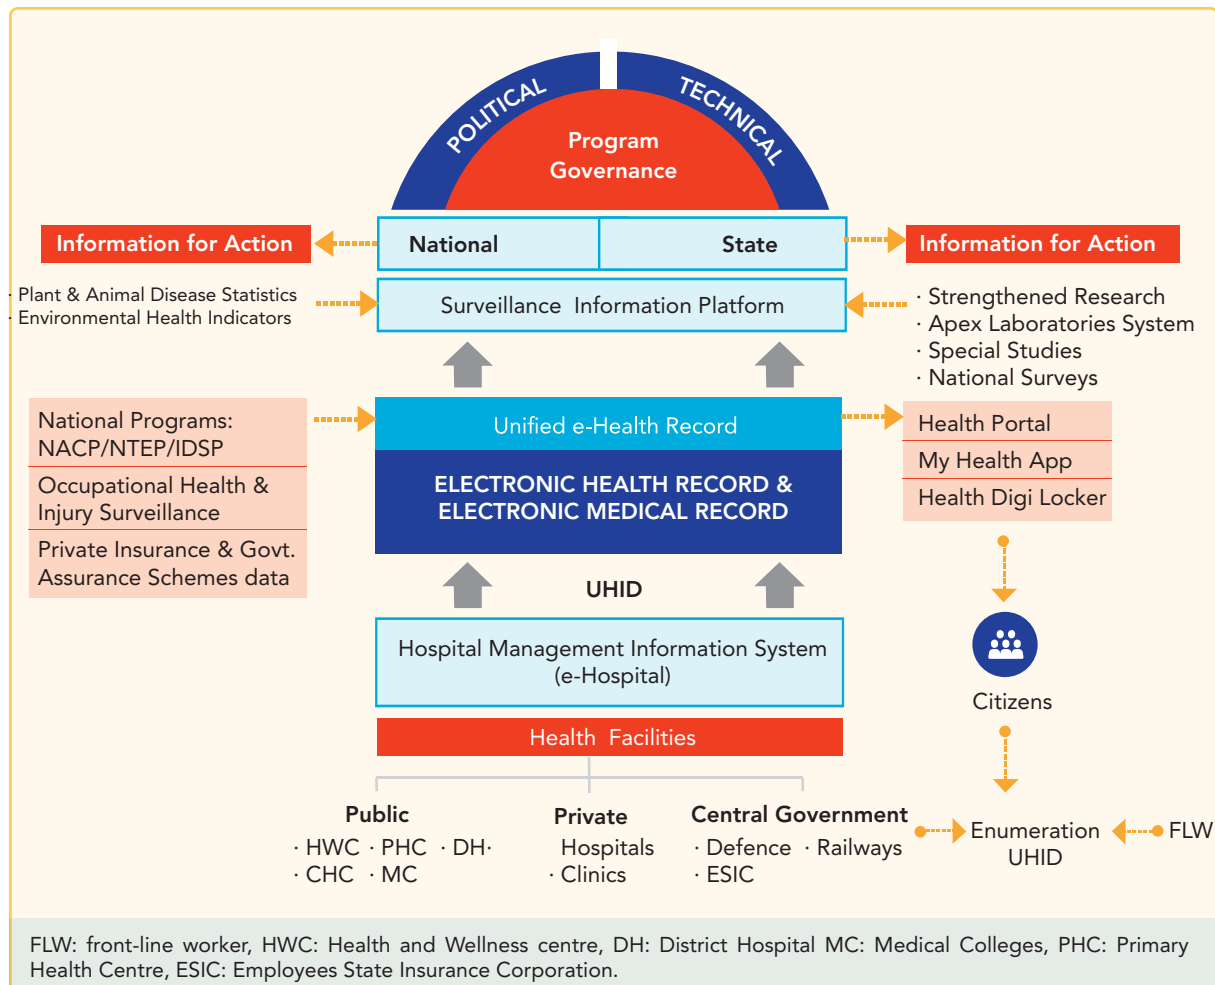 POLITICAL
TECHNICAL
Program
Governance
Information for Action
National
State
Information for Action
· Plant & Animal Disease Statistics
· Environmental Health Indicators
Surveillance Information Platform
· Strengthened Research
· Apex Laboratories System
· Special Studies
· National Surveys
National Programs:
NACP/NTEP/IDSP
Occupational Health &
Injury Surveillance
Private Insurance & Govt.
Assurance Schemes data
Unified e-Health Record
ELECTRONIC HEALTH RECORD &
ELECTRONIC MEDICAL RECORD
Health Portal
My Health App
Health Digi Locker
UHID
Hospital Management Information System
(e-Hospital)
Citizens
Health Facilities
Public
· HWC · PHC · DH·
· CHC · MC
Private
Hospitals
· Clinics
Central Government
· Defence · Railways
· ESIC
Enumeration
UHID
FLW
FLW: front-line worker, HWC: Health and Wellness centre, DH: District Hospital MC: Medical Colleges, PHC: Primary
Health Centre, ESIC: Employees State Insurance Corporation.